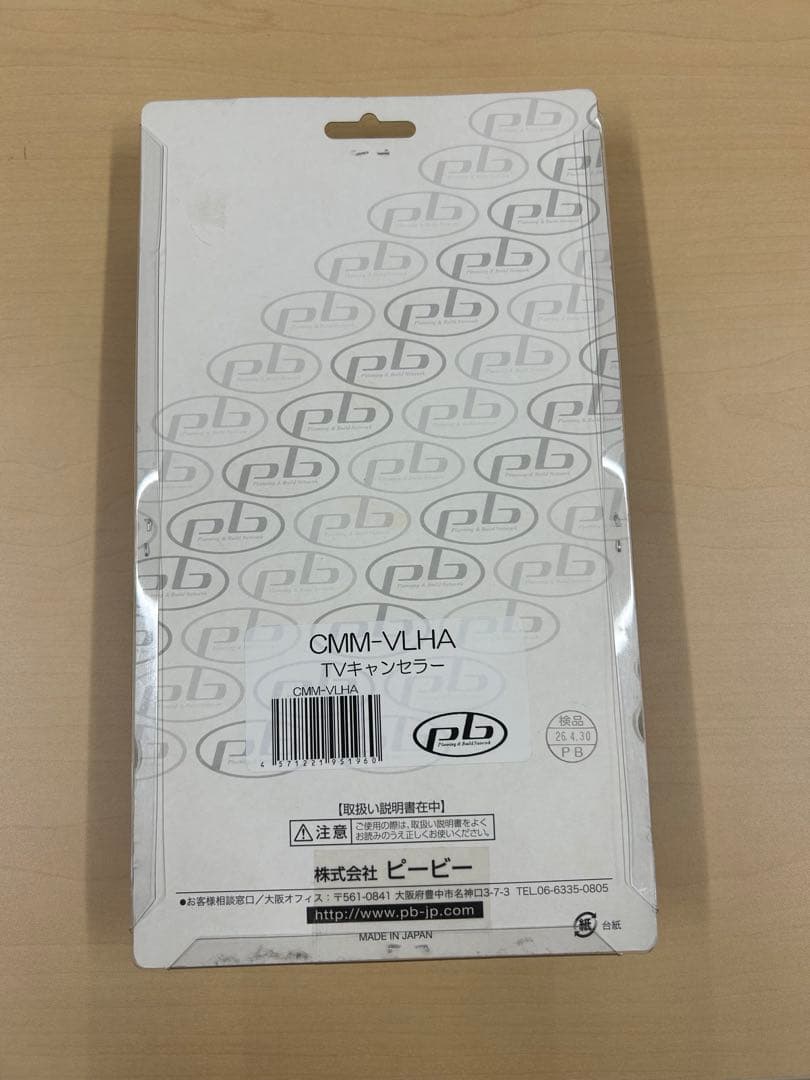 CMM-VLHA
TVキャンセラー
CMM-VLHA
4 571221 951960
pb
Planning & Build Network
検品
26.4.30
PB
【取扱い説明書在中】
注意 ご使用の際は、取扱い説明書をよく
お読みのうえ正しくお使いください。
株式会社 ピービー
●お客様相談窓口/大阪オフィス:〒561-0841 大阪府豊中市名神口3-7-3 TEL.06-6335-0805
http://www.pb-jp.com
MADE IN JAPAN
紙 台紙